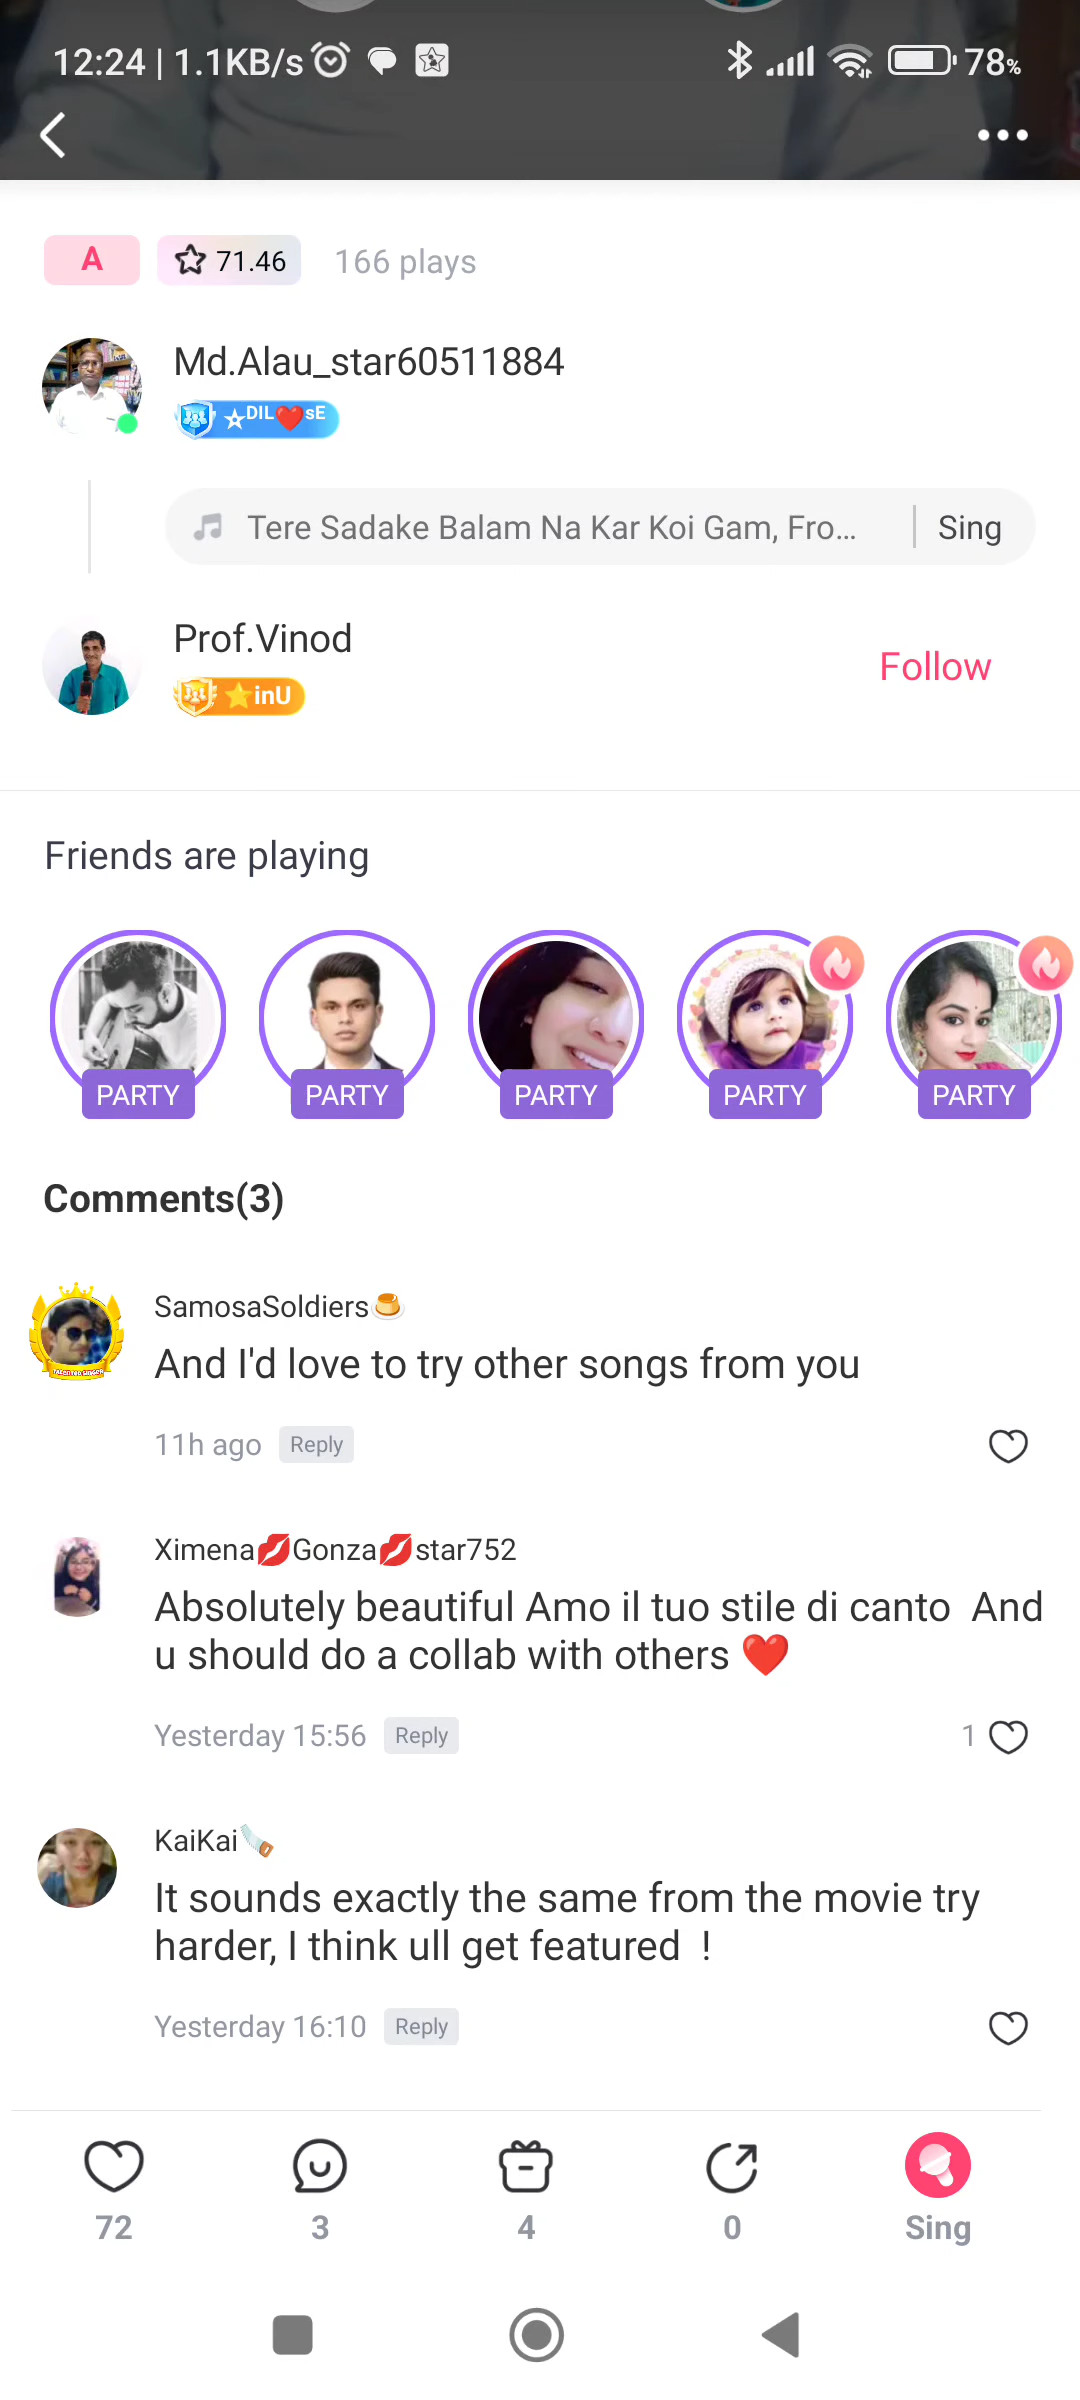 12:24 | 1.1KB/s 78%
A 71.46 166 plays
Md.Alau_star60511884
☆DIL❤️sE
Tere Sadake Balam Na Kar Koi Gam, Fro... | Sing
Prof.Vinod
⭐inU
Follow
Friends are playing
PARTY PARTY PARTY PARTY PARTY
Comments(3)
SamosaSoldiers🍮
And I'd love to try other songs from you
11h ago Reply
Ximena💋Gonza💋star752
Absolutely beautiful Amo il tuo stile di canto  And
u should do a collab with others ❤️
Yesterday 15:56 Reply 1
KaiKai🪚
It sounds exactly the same from the movie try
harder, I think ull get featured  !
Yesterday 16:10 Reply
72 3 4 0 Sing